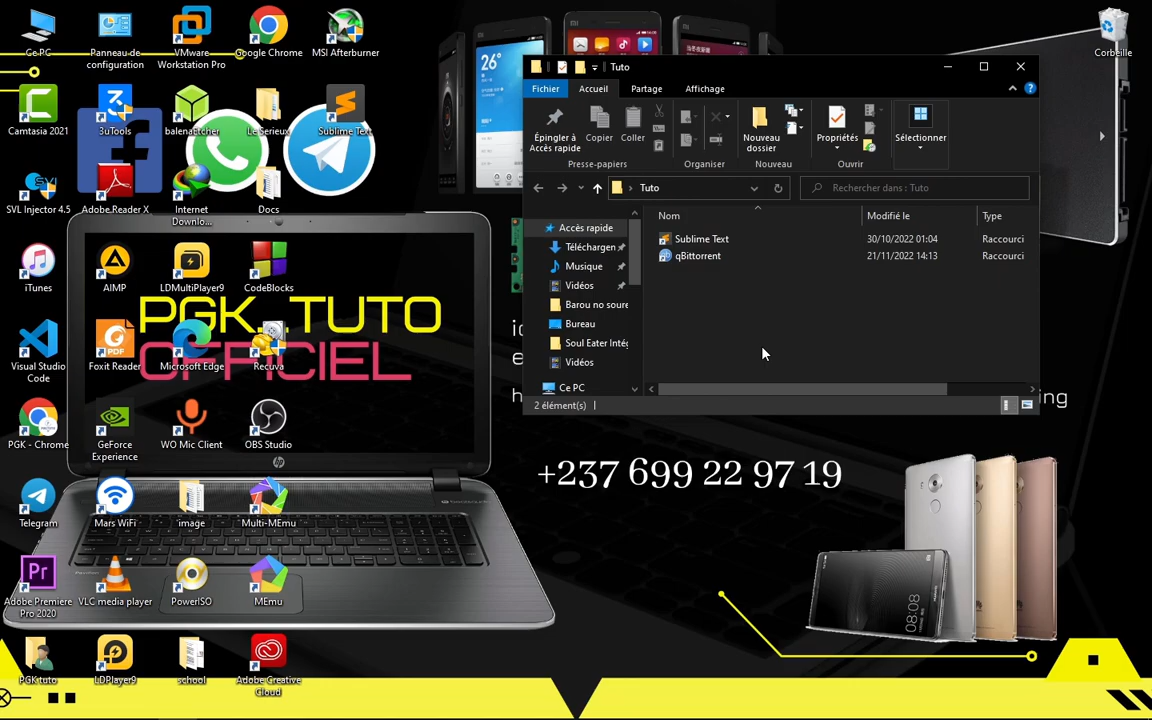 Ce PC
Panneau de configuration
VMware Workstation Pro
Google Chrome
MSI Afterburner
Corbeille
Camtasia 2021
3uTools
balenaEtcher
Le Serieux
Sublime Text
SVL Injector 4.5
Adobe Reader X
Internet Downlo...
Docs
iTunes
AIMP
LDMultiPlayer9
CodeBlocks
PGK_TUTO
OFFICIEL
Visual Studio Code
Foxit Reader
Microsoft Edge
Recuva
PGK - Chrome
GeForce Experience
WO Mic Client
OBS Studio
Telegram
Mars WiFi
image
Multi-MEmu
Adobe Premiere Pro 2020
VLC media player
PowerISO
MEmu
PGK tuto
LDPlayer9
school
Adobe Creative Cloud
26°
Tuto
Fichier
Accueil
Partage
Affichage
Épingler à Accès rapide
Copier
Coller
Nouveau dossier
Propriétés
Sélectionner
Presse-papiers
Organiser
Nouveau
Ouvrir
Tuto
Rechercher dans : Tuto
Accès rapide
Téléchargen
Musique
Vidéos
Barou no soure
Bureau
Soul Eater Intég
Vidéos
Ce PC
Nom
Modifié le
Type
Sublime Text
30/10/2022 01:04
Raccourci
qBittorrent
21/11/2022 14:13
Raccourci
2 élément(s)
ing
+237 699 22 97 19
08:08